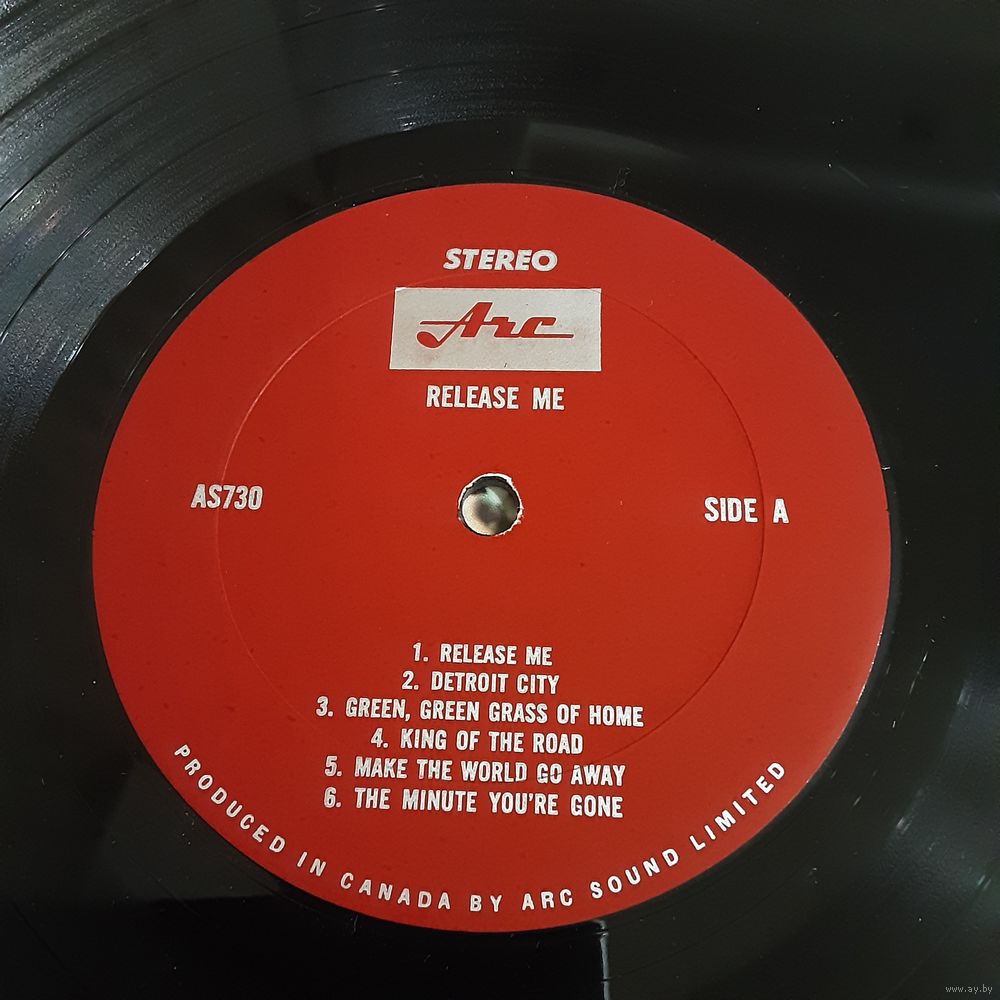 STEREO
Arc
RELEASE ME
AS730
SIDE A
1. RELEASE ME
2. DETROIT CITY
3. GREEN, GREEN GRASS OF HOME
4. KING OF THE ROAD
5. MAKE THE WORLD GO AWAY
6. THE MINUTE YOU'RE GONE
PRODUCED IN CANADA BY ARC SOUND LIMITED
www.ay.by